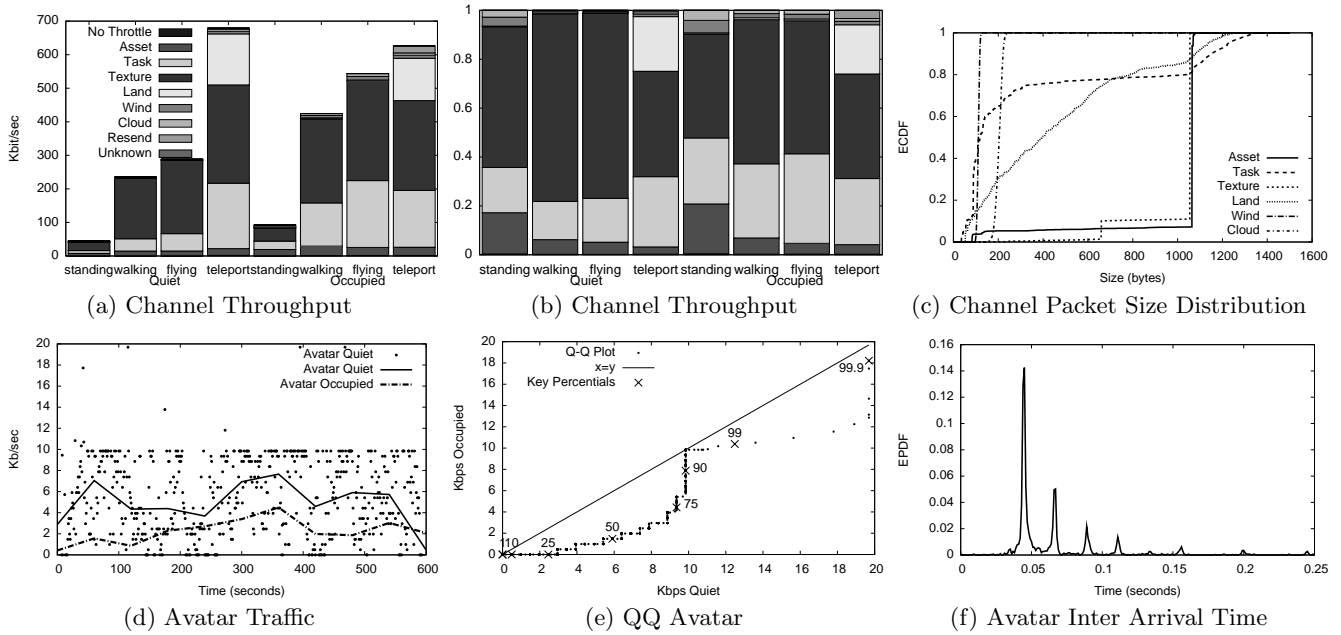 700
600
500
400
300
200
100
0
Kbit/sec
No Throttle
Asset
Task
Texture
Land
Wind
Cloud
Resend
Unknown
standing walking flying teleport standing walking flying teleport
Quiet Occupied
(a) Channel Throughput
1
0.8
0.6
0.4
0.2
0
standing walking flying teleport standing walking flying teleport
Quiet Occupied
(b) Channel Throughput
1
0.8
0.6
0.4
0.2
0
ECDF
Asset
Task
Texture
Land
Wind
Cloud
0 200 400 600 800 1000 1200 1400 1600
Size (bytes)
(c) Channel Packet Size Distribution
20
18
16
14
12
10
8
6
4
2
0
Kb/sec
Avatar Quiet
Avatar Quiet
Avatar Occupied
0 100 200 300 400 500 600
Time (seconds)
(d) Avatar Traffic
20
18
16
14
12
10
8
6
4
2
0
Kbps Occupied
Q-Q Plot
x=y
Key Percentials
99.9
99
90
75
50
25
110
0 2 4 6 8 10 12 14 16 18 20
Kbps Quiet
(e) QQ Avatar
0.16
0.14
0.12
0.1
0.08
0.06
0.04
0.02
0
EPDF
0 0.05 0.1 0.15 0.2 0.25
Time (seconds)
(f) Avatar Inter Arrival Time